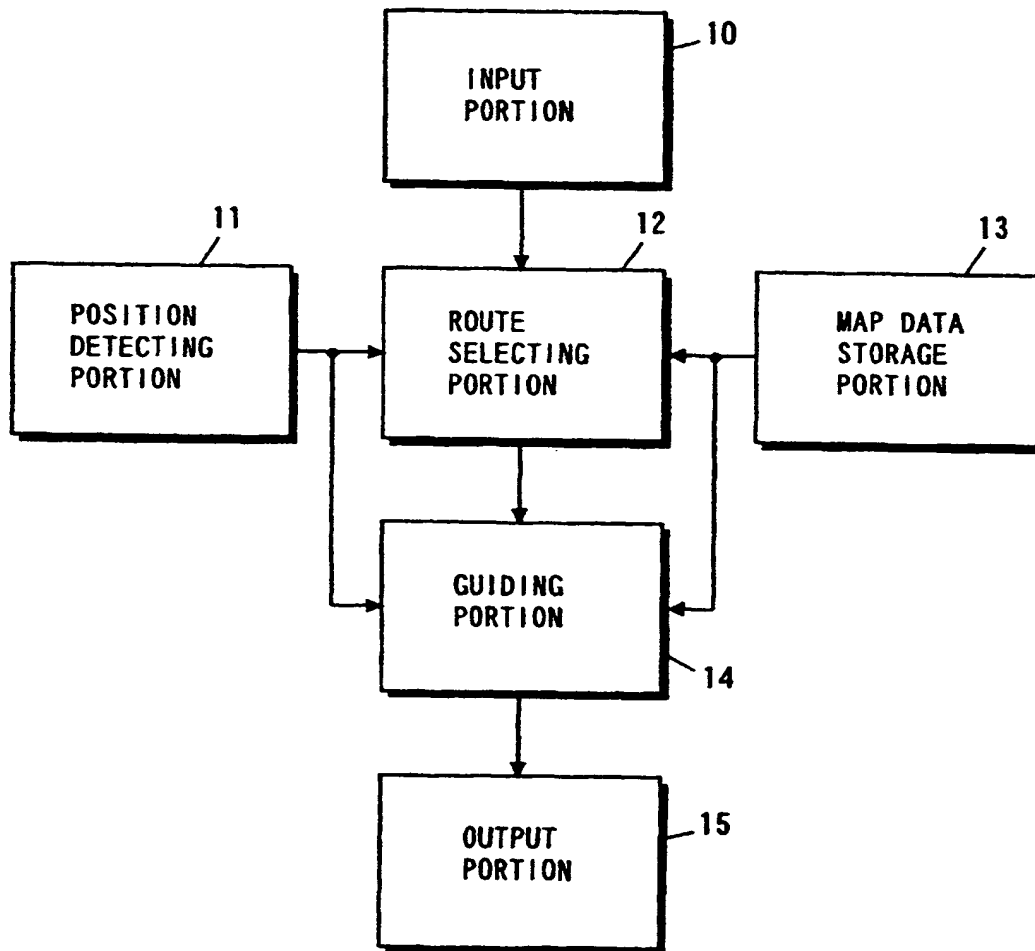 10
INPUT
PORTION
11
POSITION
DETECTING
PORTION
12
ROUTE
SELECTING
PORTION
13
MAP DATA
STORAGE
PORTION
GUIDING
PORTION
14
OUTPUT
PORTION
15